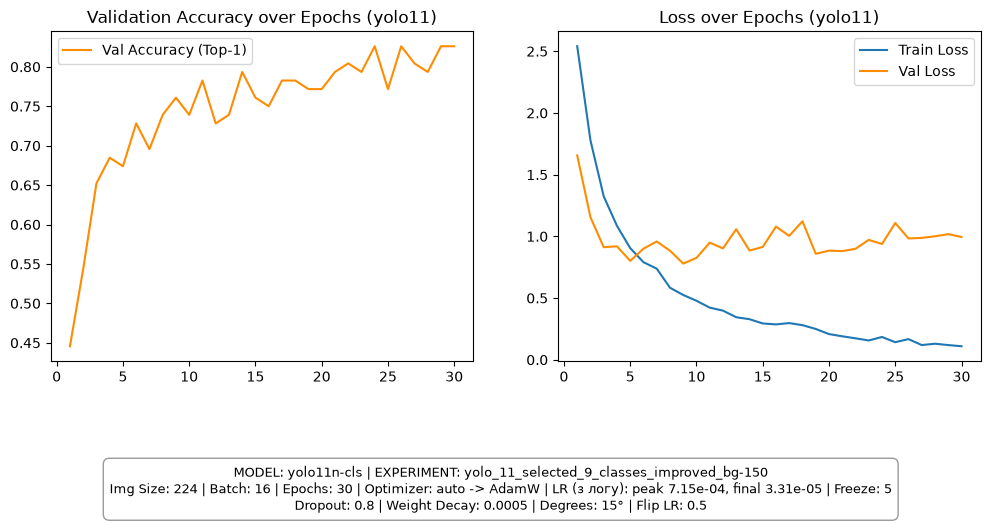 Validation Accuracy over Epochs (yolo11)
Val Accuracy (Top-1)
0.80
0.75
0.70
0.65
0.60
0.55
0.50
0.45
0 5 10 15 20 25 30
Loss over Epochs (yolo11)
Train Loss
Val Loss
2.5
2.0
1.5
1.0
0.5
0.0
0 5 10 15 20 25 30
MODEL: yolo11n-cls | EXPERIMENT: yolo_11_selected_9_classes_improved_bg-150
Img Size: 224 | Batch: 16 | Epochs: 30 | Optimizer: auto -> AdamW | LR (з логу): peak 7.15e-04, final 3.31e-05 | Freeze: 5
Dropout: 0.8 | Weight Decay: 0.0005 | Degrees: 15° | Flip LR: 0.5